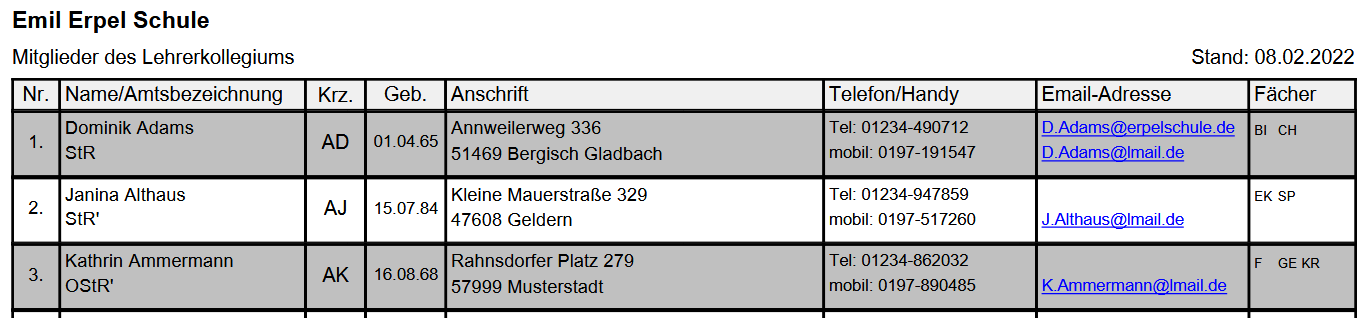 Emil Erpel Schule
Mitglieder des Lehrerkollegiums Stand: 08.02.2022
Nr. Name/Amtsbezeichnung Krz. Geb. Anschrift Telefon/Handy Email-Adresse Fächer
1. Dominik Adams StR AD 01.04.65 Annweilerweg 336 51469 Bergisch Gladbach Tel: 01234-490712 mobil: 0197-191547 D.Adams@erpelschule.de D.Adams@lmail.de BI CH
2. Janina Althaus StR' AJ 15.07.84 Kleine Mauerstraße 329 47608 Geldern Tel: 01234-947859 mobil: 0197-517260 J.Althaus@lmail.de EK SP
3. Kathrin Ammermann OStR' AK 16.08.68 Rahnsdorfer Platz 279 57999 Musterstadt Tel: 01234-862032 mobil: 0197-890485 K.Ammermann@lmail.de F GE KR